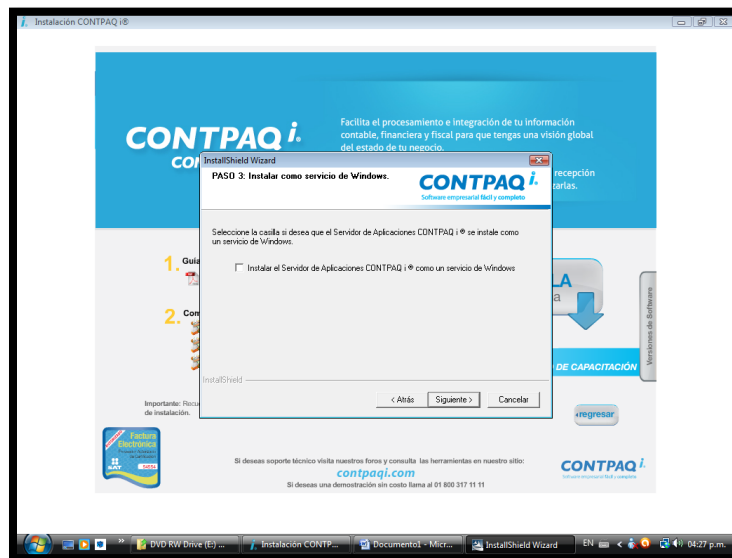 Instalación CONTPAQ i®
CONTPAQ i.
Facilita el procesamiento e integración de tu información
contable, financiera y fiscal para que tengas una visión global
del estado de tu negocio.
recepción
InstallShield Wizard
PASO 3: Instalar como servicio de Windows.
CONTPAQ i.
Software empresarial fácil y completo
Seleccione la casilla si desea que el Servidor de Aplicaciones CONTPAQ i ® se instale como
un servicio de Windows.
Instalar el Servidor de Aplicaciones CONTPAQ i ® como un servicio de Windows
InstallShield
< Atrás
Siguiente >
Cancelar
1.
2.
Versiones de Software
DE CAPACITACIÓN
Importante:
de instalación.
regresar
Factura
Electrónica
SAT
Si deseas soporte técnico visita nuestros foros y consulta las herramientas en nuestro sitio:
contpaqi.com
Si deseas una demostración sin costo llama al 01 800 317 11 11
CONTPAQ i.
Software empresarial fácil y completo
DVD RW Drive (E:) ...
Instalación CONTP...
Documento1 - Micr...
InstallShield Wizard
EN
04:27 p.m.